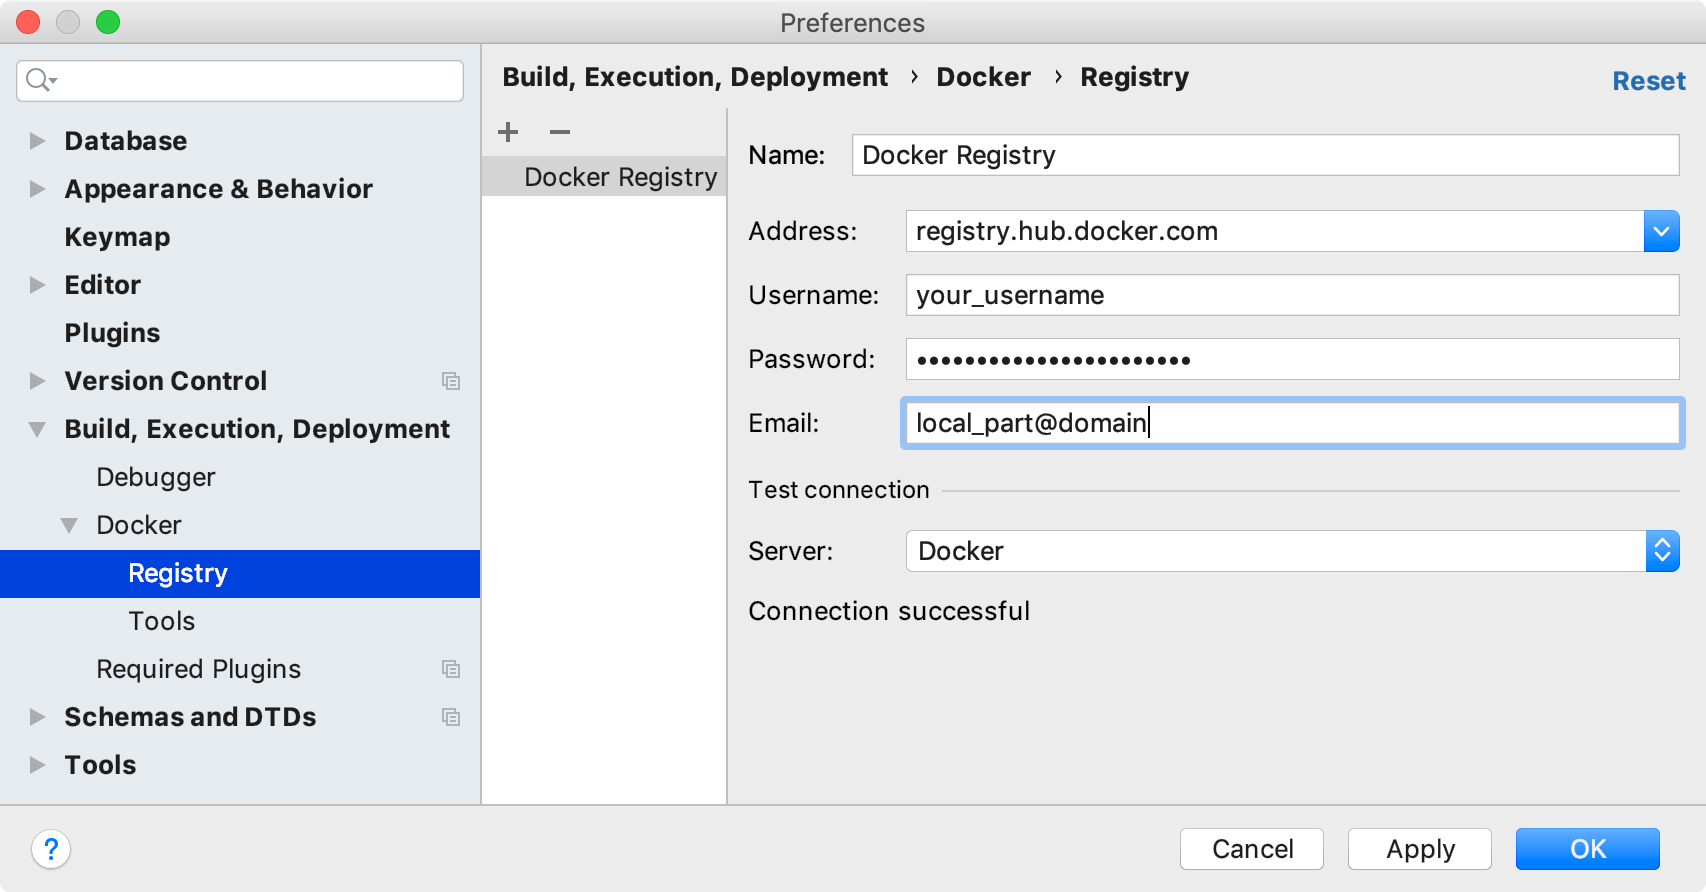 Preferences
Database
Appearance & Behavior
Keymap
Editor
Plugins
Version Control
Build, Execution, Deployment
Debugger
Docker
Registry
Tools
Required Plugins
Schemas and DTDs
Tools
Build, Execution, Deployment › Docker › Registry
Reset
Docker Registry
Name: Docker Registry
Address: registry.hub.docker.com
Username: your_username
Password: •••••••••••••••••••••••
Email: local_part@domain
Test connection
Server: Docker
Connection successful
?
Cancel
Apply
OK